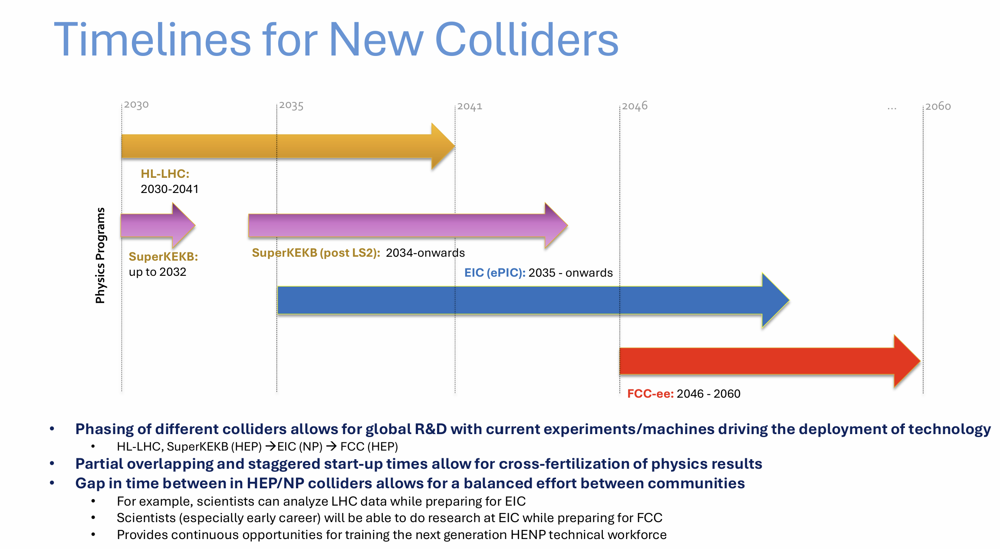 Timelines for New Colliders
2030
2035
2041
2046
...
2060
HL-LHC:
2030-2041
Physics Programs
SuperKEKB:
up to 2032
SuperKEKB (post LS2): 2034-onwards
EIC (ePIC): 2035 - onwards
FCC-ee: 2046 - 2060
• Phasing of different colliders allows for global R&D with current experiments/machines driving the deployment of technology
• HL-LHC, SuperKEKB (HEP) →EIC (NP) → FCC (HEP)
• Partial overlapping and staggered start-up times allow for cross-fertilization of physics results
• Gap in time between in HEP/NP colliders allows for a balanced effort between communities
• For example, scientists can analyze LHC data while preparing for EIC
• Scientists (especially early career) will be able to do research at EIC while preparing for FCC
• Provides continuous opportunities for training the next generation HENP technical workforce